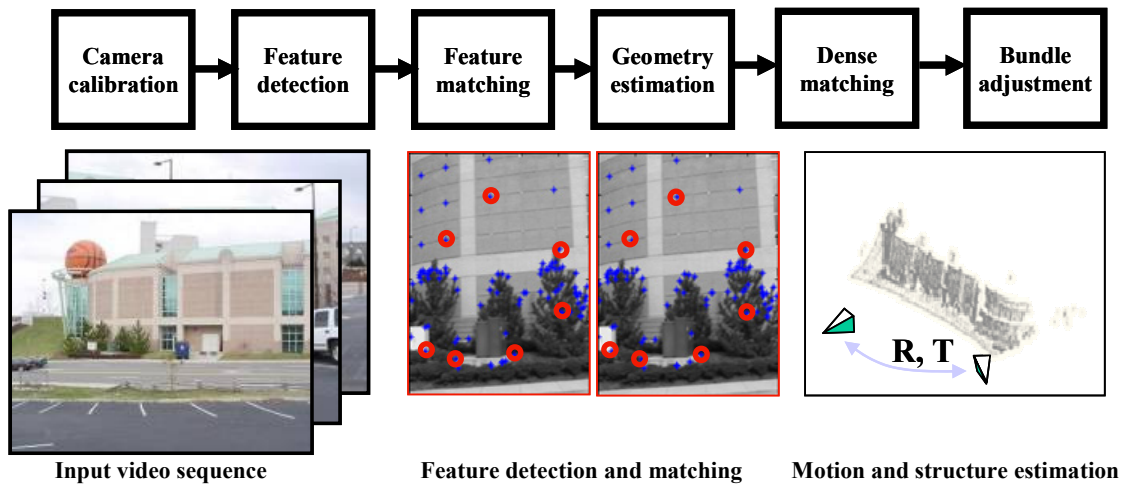 Camera
calibration
Feature
detection
Feature
matching
Geometry
estimation
Dense
matching
Bundle
adjustment
R, T
Input video sequence
Feature detection and matching
Motion and structure estimation